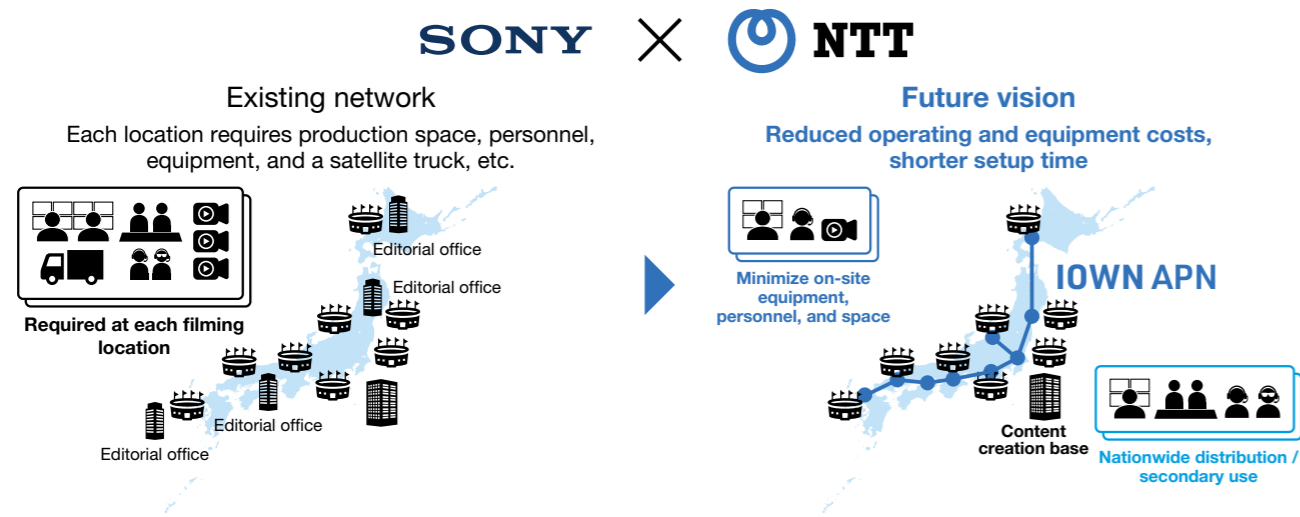 SONY
NTT
Existing network
Each location requires production space, personnel,
equipment, and a satellite truck, etc.
Required at each filming
location
Editorial office
Editorial office
Editorial office
Editorial office
Future vision
Reduced operating and equipment costs,
shorter setup time
Minimize on-site
equipment,
personnel, and space
IOWN APN
Content
creation base
Nationwide distribution /
secondary use